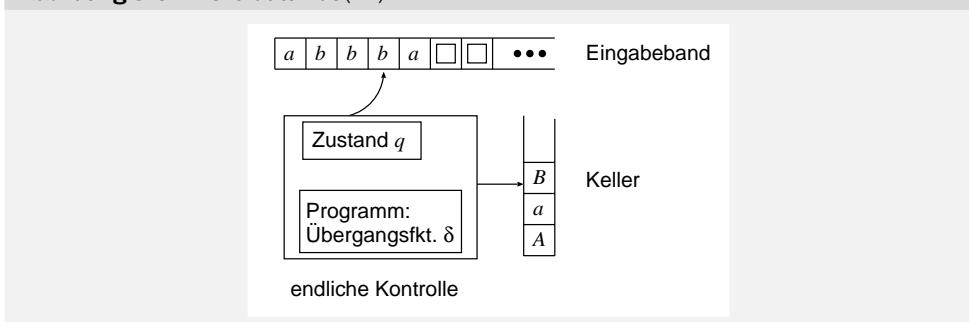 a b b b a □ □ ••• Eingabeband
Zustand q
B Keller
Programm: a
Übergangsfkt. δ A
endliche Kontrolle